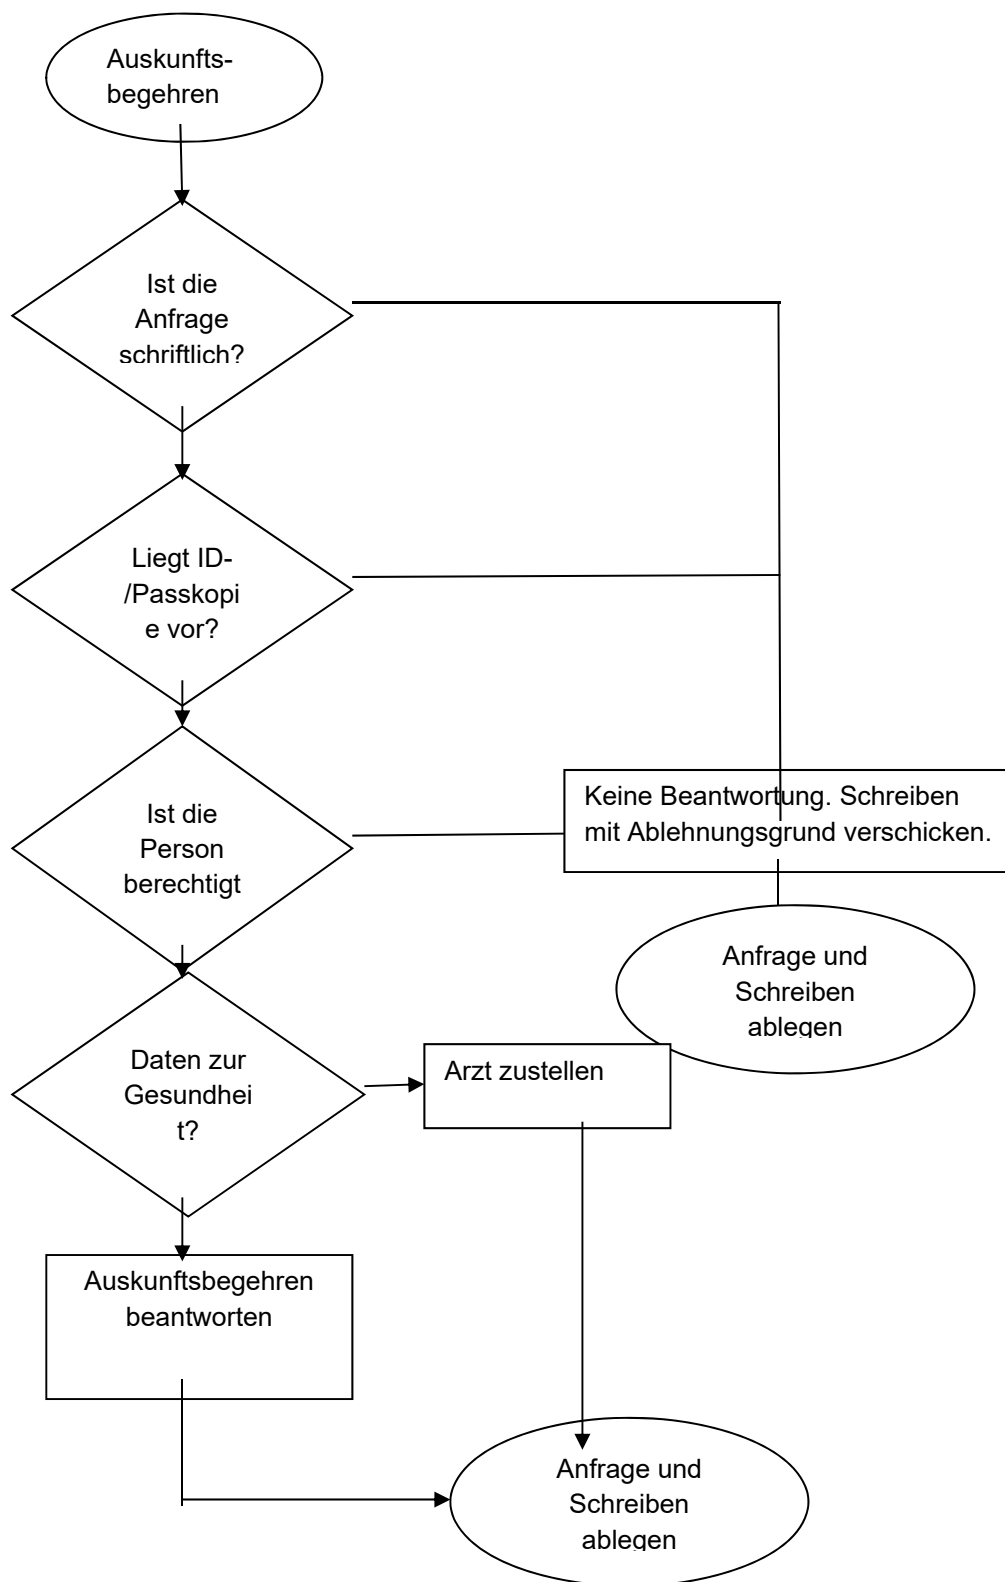 Auskunfts-
begehren
Ist die
Anfrage
schriftlich?
Liegt ID-
/Passkopi
e vor?
Ist die
Person
berechtigt
Keine Beantwortung. Schreiben
mit Ablehnungsgrund verschicken.
Anfrage und
Schreiben
ablegen
Daten zur
Gesundhei
t?
Arzt zustellen
Auskunftsbegehren
beantworten
Anfrage und
Schreiben
ablegen